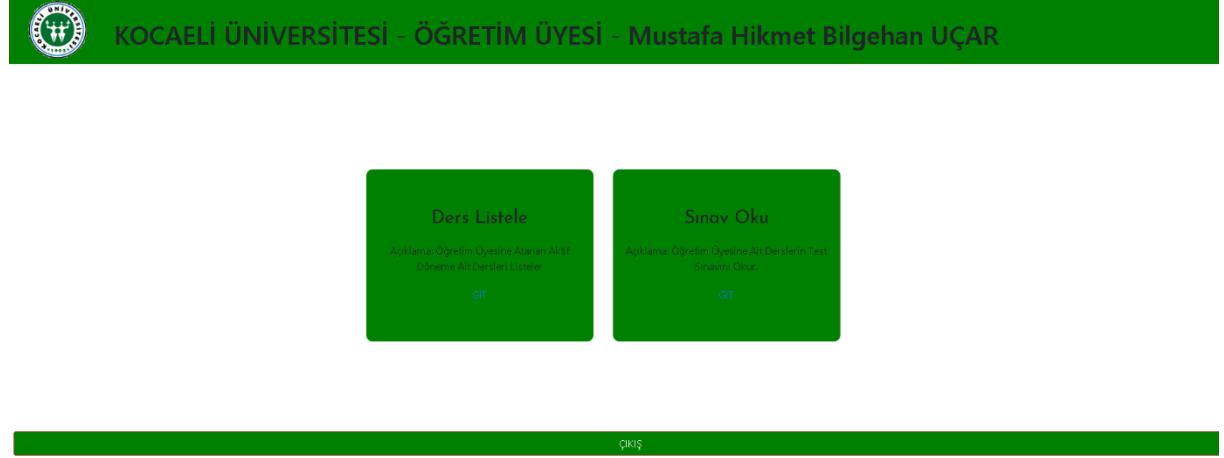 KOCAELİ ÜNİVERSİTESİ - ÖĞRETİM ÜYESİ - Mustafa Hikmet Bilgehan UÇAR
Ders Listele
Açıklama: Öğretim Üyesine Atanan Aktif
Döneme Ait Dersleri Listeler
GİT
Sınav Oku
Açıklama: Öğretim Üyesine Ait Derslerin Test
Sınavını Okur.
GİT
ÇIKIŞ